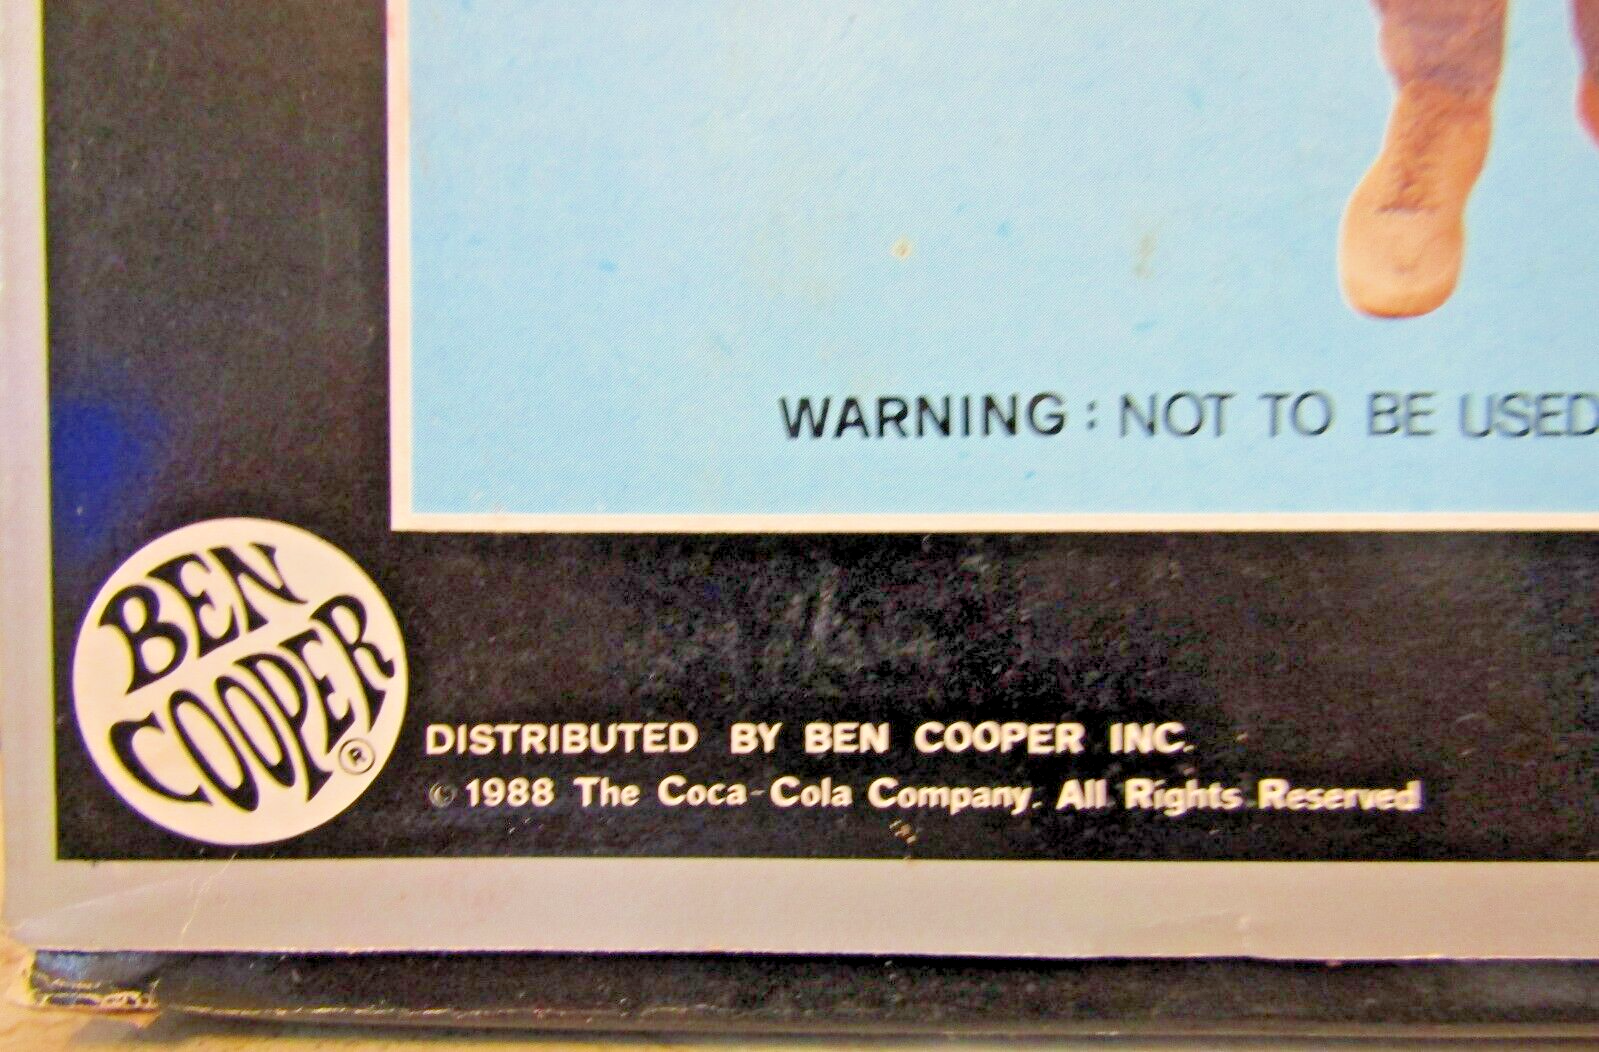 WARNING : NOT TO BE USED
BEN
COOPER
®
DISTRIBUTED BY BEN COOPER INC.
© 1988 The Coca-Cola Company. All Rights Reserved